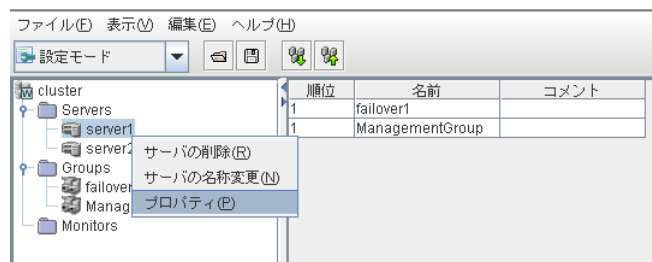 ファイル(F) 表示(V) 編集(E) ヘルプ(H)
設定モード
cluster
Servers
server1
server2
Groups
failover
Manag
Monitors
サーバの削除(R)
サーバの名称変更(N)
プロパティ(P)
順位 名前 コメント
1 failover1
1 ManagementGroup